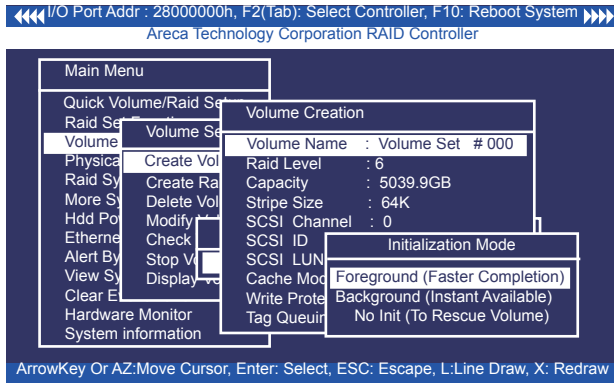 I/O Port Addr : 28000000h, F2(Tab): Select Controller, F10: Reboot System
Areca Technology Corporation RAID Controller
Main Menu
Quick Volume/Raid Setup
Raid Set Function
Volume
Physica
Raid Sy
More Sy
Hdd Po
Etherne
Alert By
View Sy
Clear E
Hardware Monitor
System information
Volume Se
Create Vol
Create Ra
Delete Vol
Modify Vol
Check
Stop Vo
Display Vo
Volume Creation
Volume Name : Volume Set # 000
Raid Level : 6
Capacity : 5039.9GB
Stripe Size : 64K
SCSI Channel : 0
SCSI ID
SCSI LUN
Cache Mod
Write Prote
Tag Queuin
Initialization Mode
Foreground (Faster Completion)
Background (Instant Available)
No Init (To Rescue Volume)
ArrowKey Or AZ:Move Cursor, Enter: Select, ESC: Escape, L:Line Draw, X: Redraw